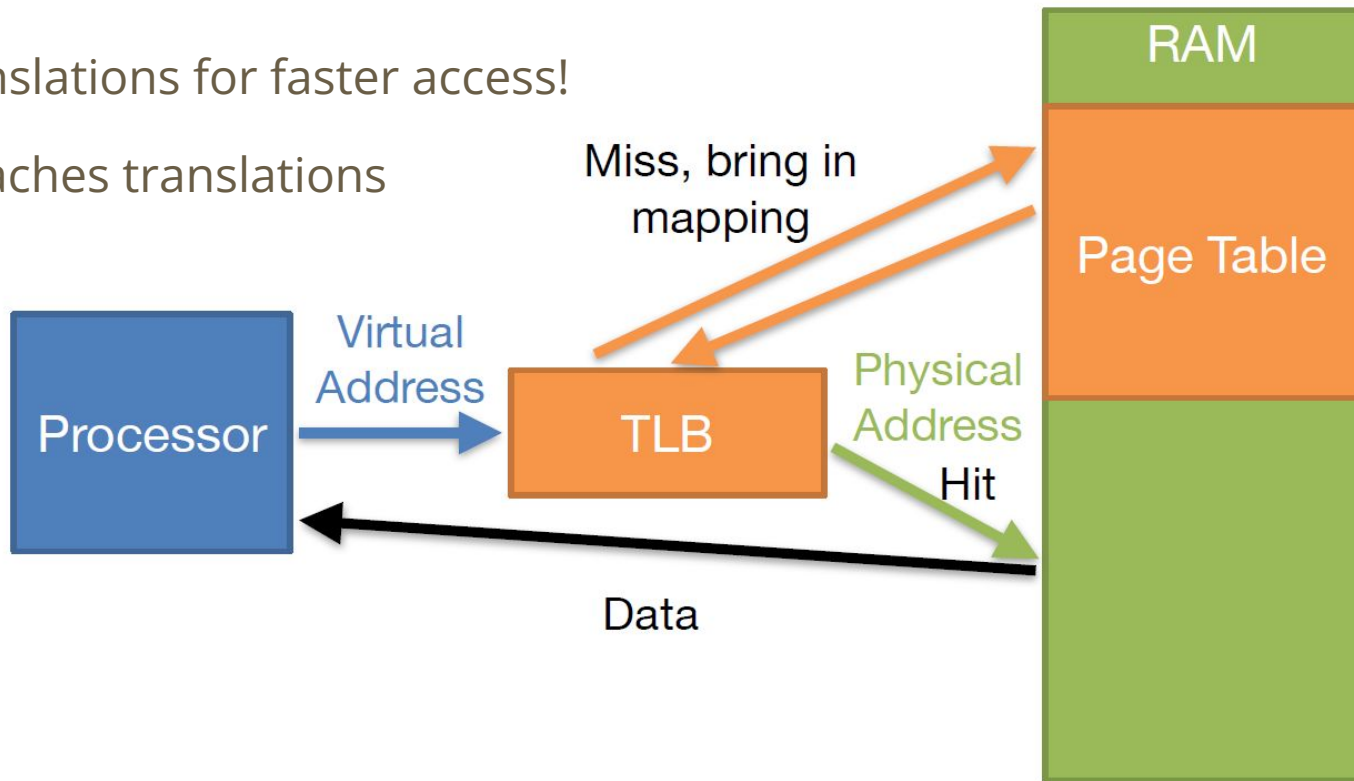 nslations for faster access!
aches translations
RAM
Miss, bring in
mapping
Page Table
Virtual
Address
Processor
TLB
Physical
Address
Hit
Data